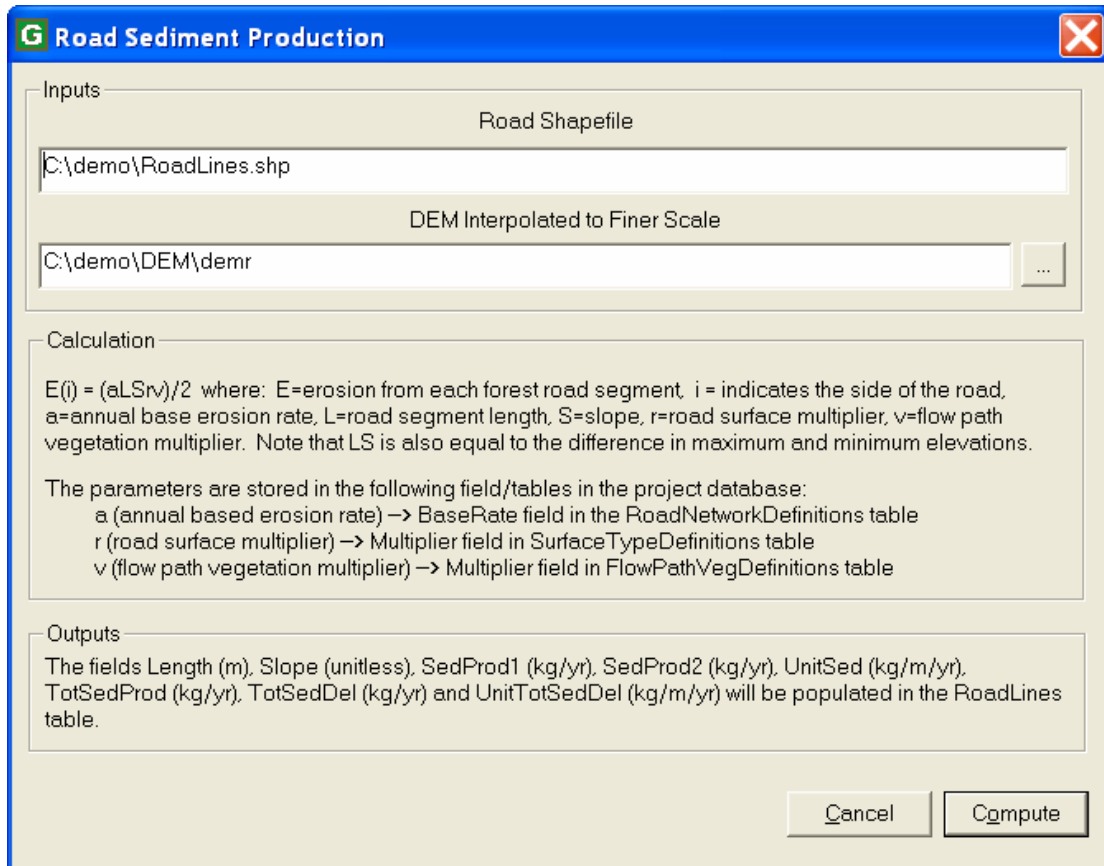 G Road Sediment Production
Inputs
Road Shapefile
C:\demo\RoadLines.shp
DEM Interpolated to Finer Scale
C:\demo\DEM\demr
...
Calculation
E(i) = (aLSrv)/2 where: E=erosion from each forest road segment, i = indicates the side of the road,
a=annual base erosion rate, L=road segment length, S=slope, r=road surface multiplier, v=flow path
vegetation multiplier. Note that LS is also equal to the difference in maximum and minimum elevations.
The parameters are stored in the following field/tables in the project database:
a (annual based erosion rate) --> BaseRate field in the RoadNetworkDefinitions table
r (road surface multiplier) --> Multiplier field in SurfaceTypeDefinitions table
v (flow path vegetation multiplier) --> Multiplier field in FlowPathVegDefinitions table
Outputs
The fields Length (m), Slope (unitless), SedProd1 (kg/yr), SedProd2 (kg/yr), UnitSed (kg/m/yr),
TotSedProd (kg/yr), TotSedDel (kg/yr) and UnitTotSedDel (kg/m/yr) will be populated in the RoadLines
table.
Cancel Compute